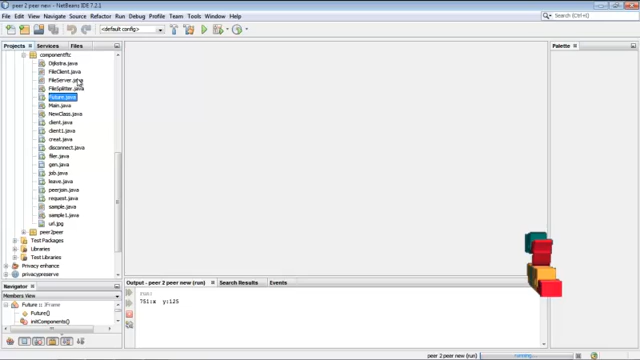 peer 2 peer new - NetBeans IDE 7.2.1
File Edit View Navigate Source Refactor Run Debug Profile Team Tools Window Help
Search (Ctrl+I)
<default config>
Projects Services Files
Palette
componentftc
Dijkstra.java
FileClient.java
FileServer.java
FileSplitter.java
Future.java
Main.java
NewClass.java
client.java
client1.java
creat.java
disconnect.java
filer.java
gen.java
job.java
leave.java
peerjoin.java
request.java
sample.java
sample1.java
url.jpg
peer2peer
Test Packages
Libraries
Test Libraries
Privacy enhance
privacypreserve
Navigator
Members View
Future :: JFrame
Future()
initComponents()
Output - peer 2 peer new (run)
Search Results
Events
run:
751:x y:125
peer 2 peer new (run)
running...